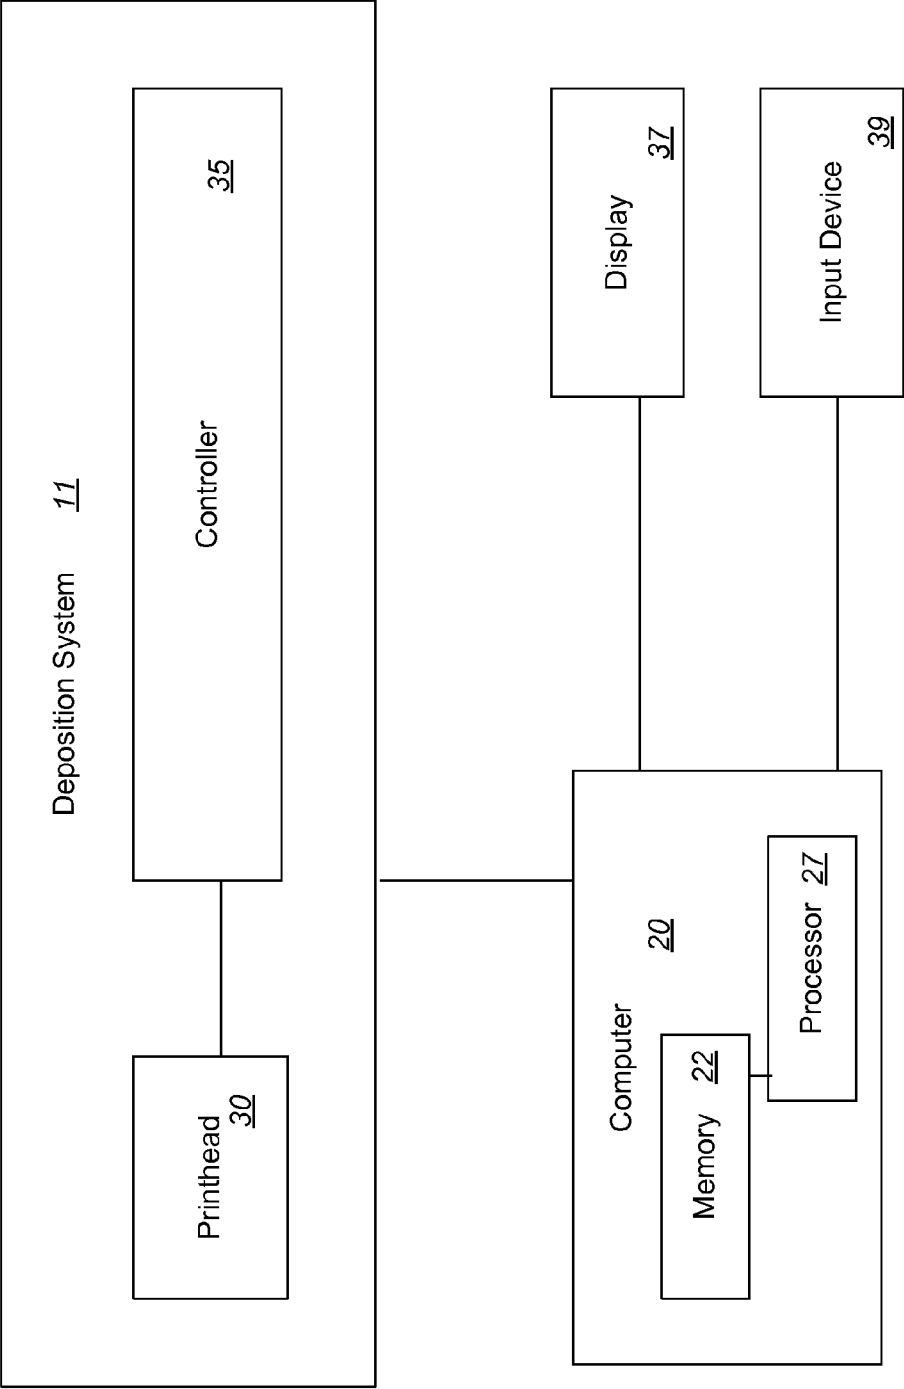 Deposition System 11
Printhead 30
Controller 35
Computer 20
Memory 22
Processor 27
Display 37
Input Device 39